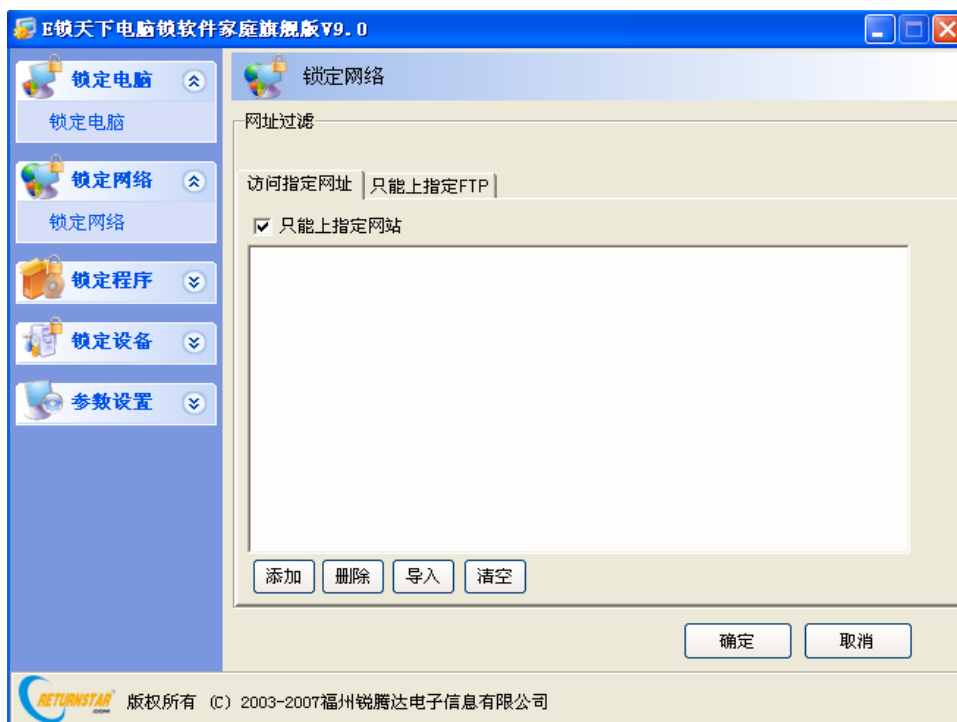 E锁天下电脑锁软件家庭旗舰版V9.0
锁定电脑
锁定电脑
锁定网络
锁定网络
锁定程序
锁定设备
参数设置
锁定网络
网址过滤
访问指定网址 只能上指定FTP
只能上指定网站
添加 删除 导入 清空
确定 取消
RETURNSTAR .COM 版权所有 (C) 2003-2007福州锐腾达电子信息有限公司